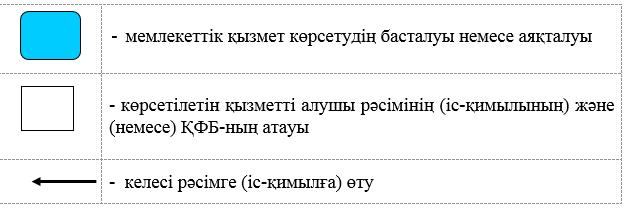 - мемлекеттік қызмет көрсетудің басталуы немесе аяқталуы
- көрсетілетін қызметті алушы рәсімінің (іс-қимылының) және
(немесе) ҚФБ-ның атауы
- келесі рәсімге (іс-қимылға) өту